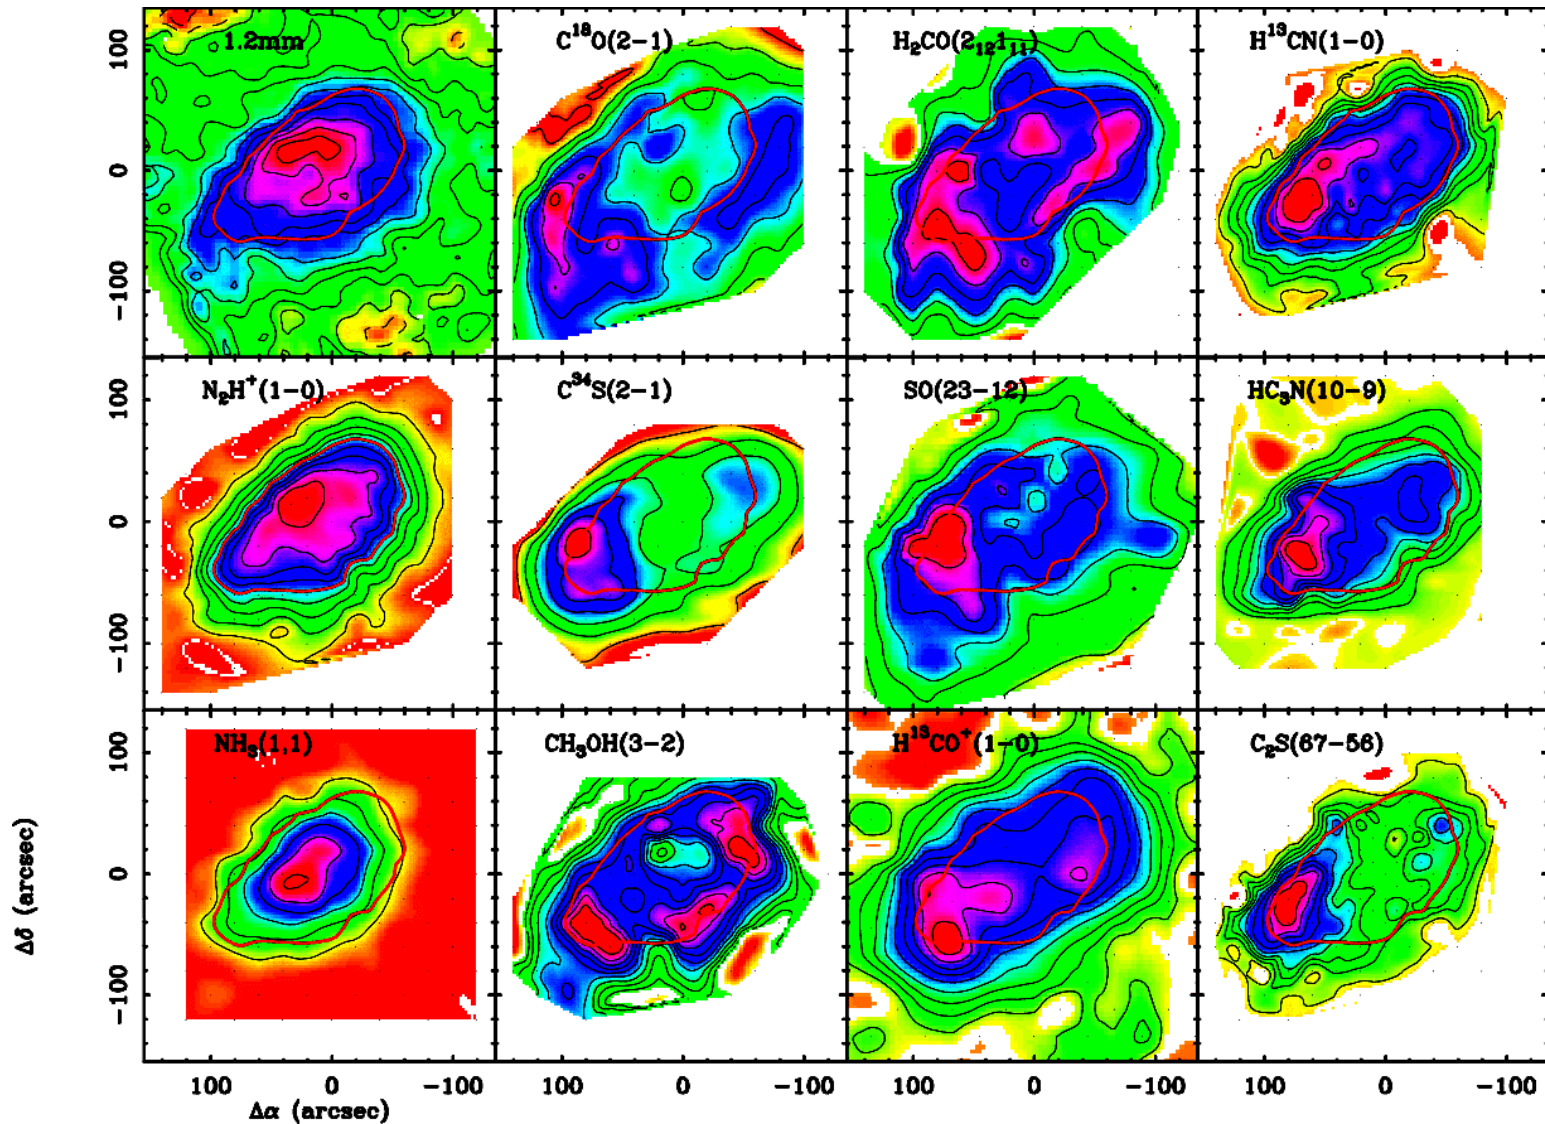 1.2mm
C¹⁸O(2−1)
H₂CO(2₁₂1₁₁)
H¹³CN(1−0)
100
0
−100
N₂H⁺(1−0)
C³⁴S(2−1)
SO(23−12)
HC₃N(10−9)
100
0
−100
NH₃(1,1)
CH₃OH(3−2)
H¹³CO⁺(1−0)
C₂S(67−56)
100
0
−100
Δδ (arcsec)
100 0 −100 100 0 −100 100 0 −100 100 0 −100
Δα (arcsec)